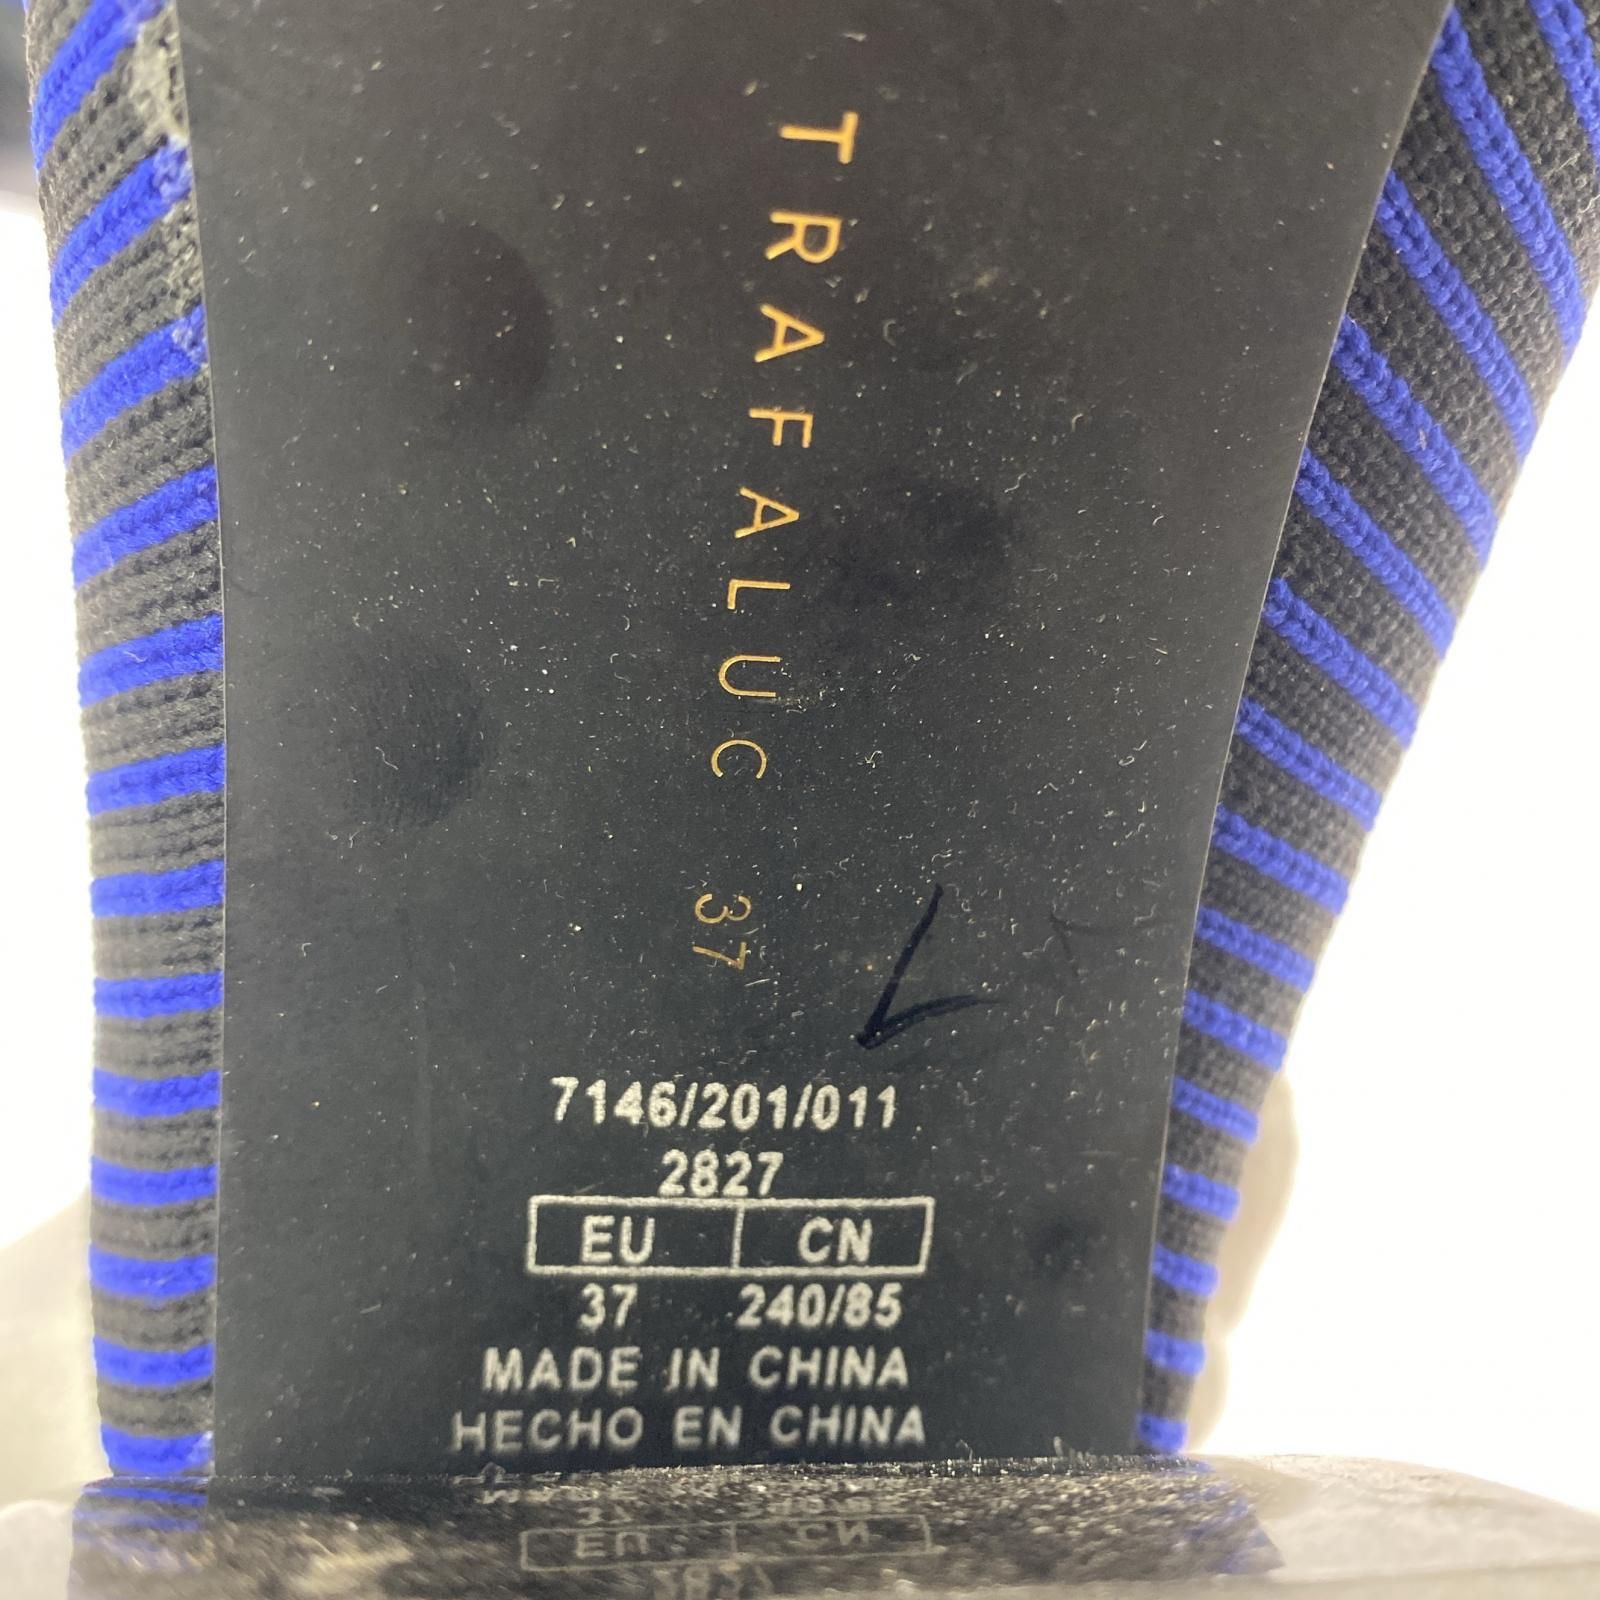 TRAFALUC 37
7146/201/011
2827
EU CN
37 240/85
MADE IN CHINA
HECHO EN CHINA